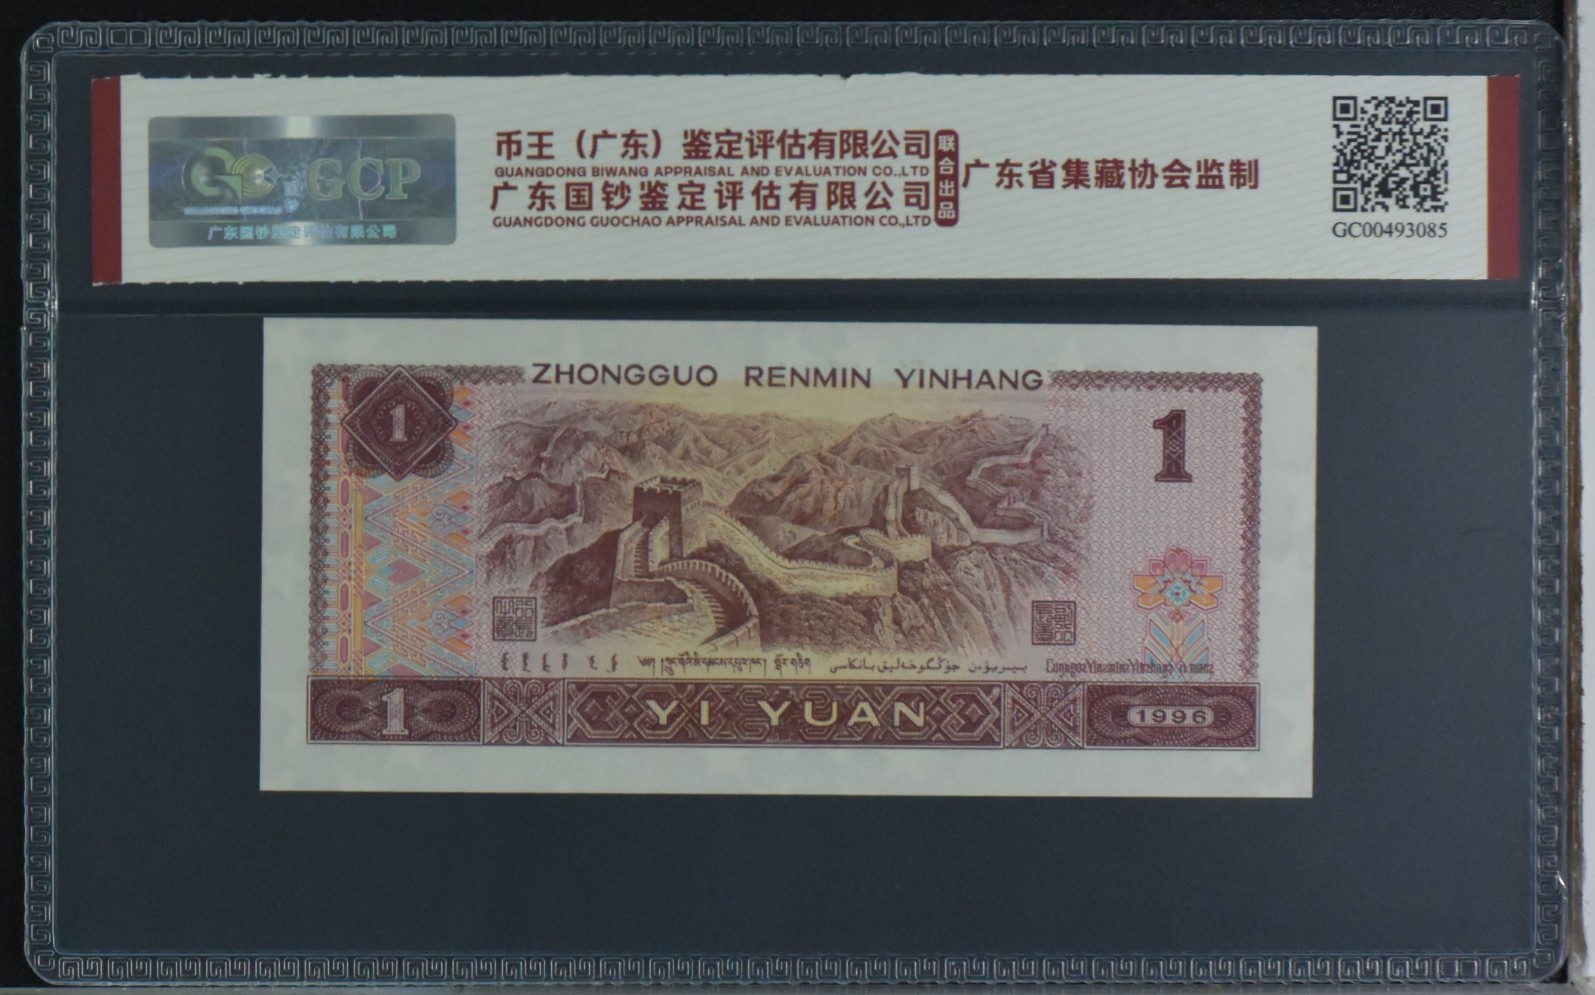 GCP
广东国钞鉴定评估有限公司
币王（广东）鉴定评估有限公司
GUANGDONG BIWANG APPRAISAL AND EVALUATION CO.,LTD
广东国钞鉴定评估有限公司
GUANGDONG GUOCHAO APPRAISAL AND EVALUATION CO.,LTD
联合出品
广东省集藏协会监制
GC00493085
ZHONGGUO RENMIN YINHANG
1
1
1
YI YUAN
1996